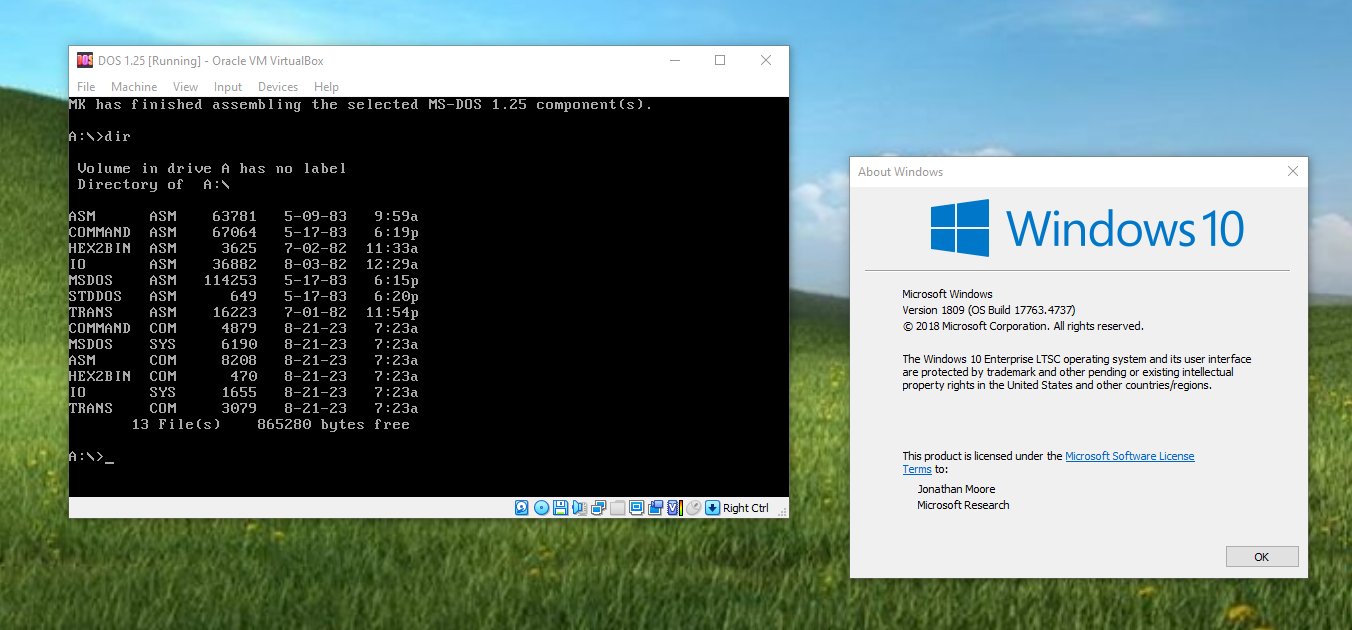 DOS 1.25 [Running] - Oracle VM VirtualBox
File Machine View Input Devices Help
MK has finished assembling the selected MS-DOS 1.25 component(s).
A:\>dir
Volume in drive A has no label
Directory of A:\
ASM ASM 63781 5-09-83 9:59a
COMMAND ASM 67064 5-17-83 6:19p
HEX2BIN ASM 3625 7-02-82 11:33a
IO ASM 36882 8-03-82 12:29a
MSDOS ASM 114253 5-17-83 6:15p
STDDOS ASM 649 5-17-83 6:20p
TRANS ASM 16223 7-01-82 11:54p
COMMAND COM 4879 8-21-23 7:23a
MSDOS SYS 6190 8-21-23 7:23a
ASM COM 8208 8-21-23 7:23a
HEX2BIN COM 470 8-21-23 7:23a
IO SYS 1655 8-21-23 7:23a
TRANS COM 3079 8-21-23 7:23a
13 File(s) 865280 bytes free
A:\>_
Right Ctrl
About Windows
Windows 10
Microsoft Windows
Version 1809 (OS Build 17763.4737)
© 2018 Microsoft Corporation. All rights reserved.
The Windows 10 Enterprise LTSC operating system and its user interface
are protected by trademark and other pending or existing intellectual
property rights in the United States and other countries/regions.
This product is licensed under the Microsoft Software License
Terms to:
Jonathan Moore
Microsoft Research
OK